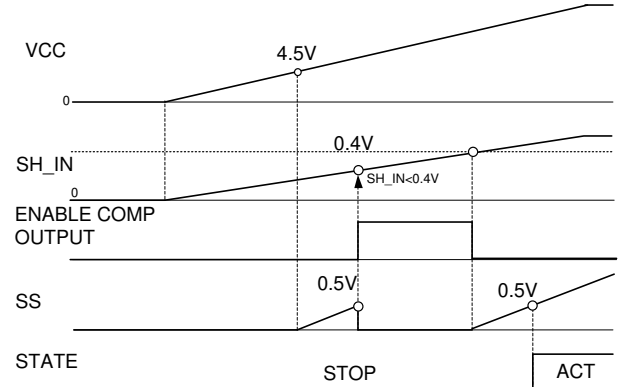 VCC
4.5V
0
0.4V
SH_IN
SH_IN<0.4V
0
ENABLE COMP
OUTPUT
0.5V
0.5V
SS
STATE
STOP
ACT